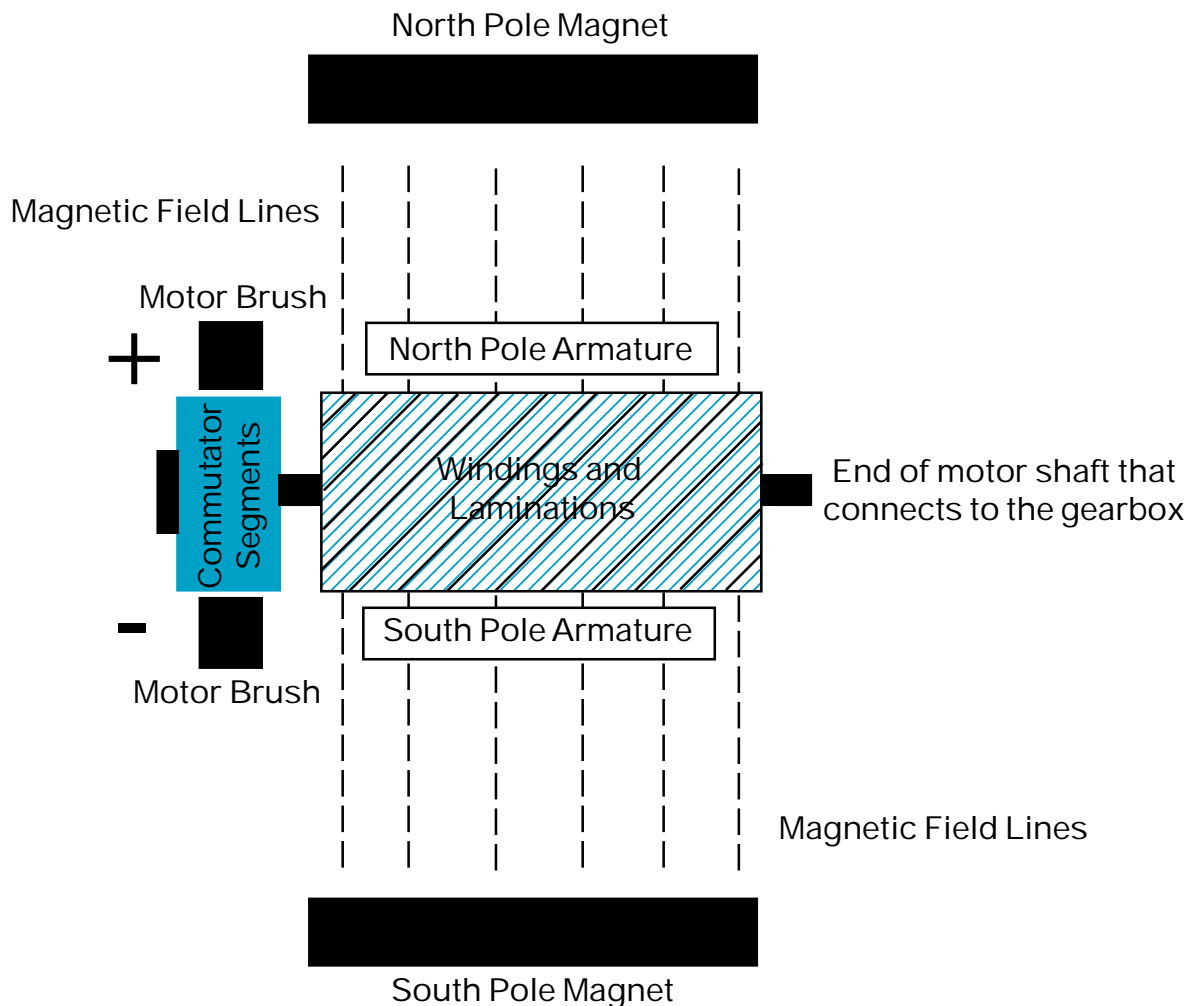 North Pole Magnet
Magnetic Field Lines
Motor Brush
+
North Pole Armature
Commutator
Segments
Windings and
Laminations
End of motor shaft that
connects to the gearbox
-
South Pole Armature
Motor Brush
Magnetic Field Lines
South Pole Magnet